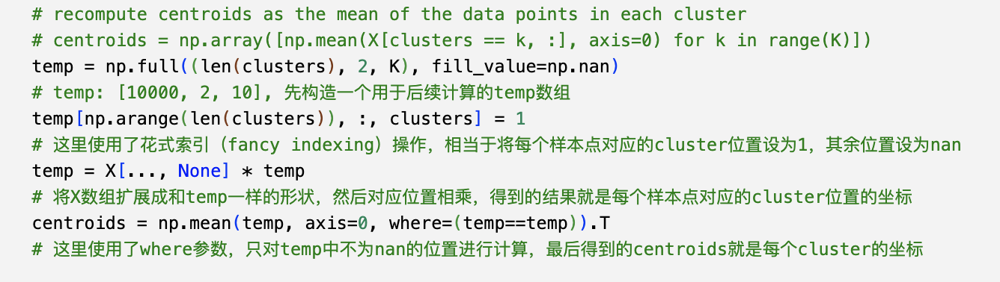 # recompute centroids as the mean of the data points in each cluster
# centroids = np.array([np.mean(X[clusters == k, :], axis=0) for k in range(K)])
temp = np.full((len(clusters), 2, K), fill_value=np.nan)
# temp: [10000, 2, 10], 先构造一个用于后续计算的temp数组
temp[np.arange(len(clusters)), :, clusters] = 1
# 这里使用了花式索引（fancy indexing）操作，相当于将每个样本点对应的cluster位置设为1，其余位置设为nan
temp = X[..., None] * temp
# 将X数组扩展成和temp一样的形状，然后对应位置相乘，得到的结果就是每个样本点对应的cluster位置的坐标
centroids = np.mean(temp, axis=0, where=(temp==temp)).T
# 这里使用了where参数，只对temp中不为nan的位置进行计算，最后得到的centroids就是每个cluster的坐标